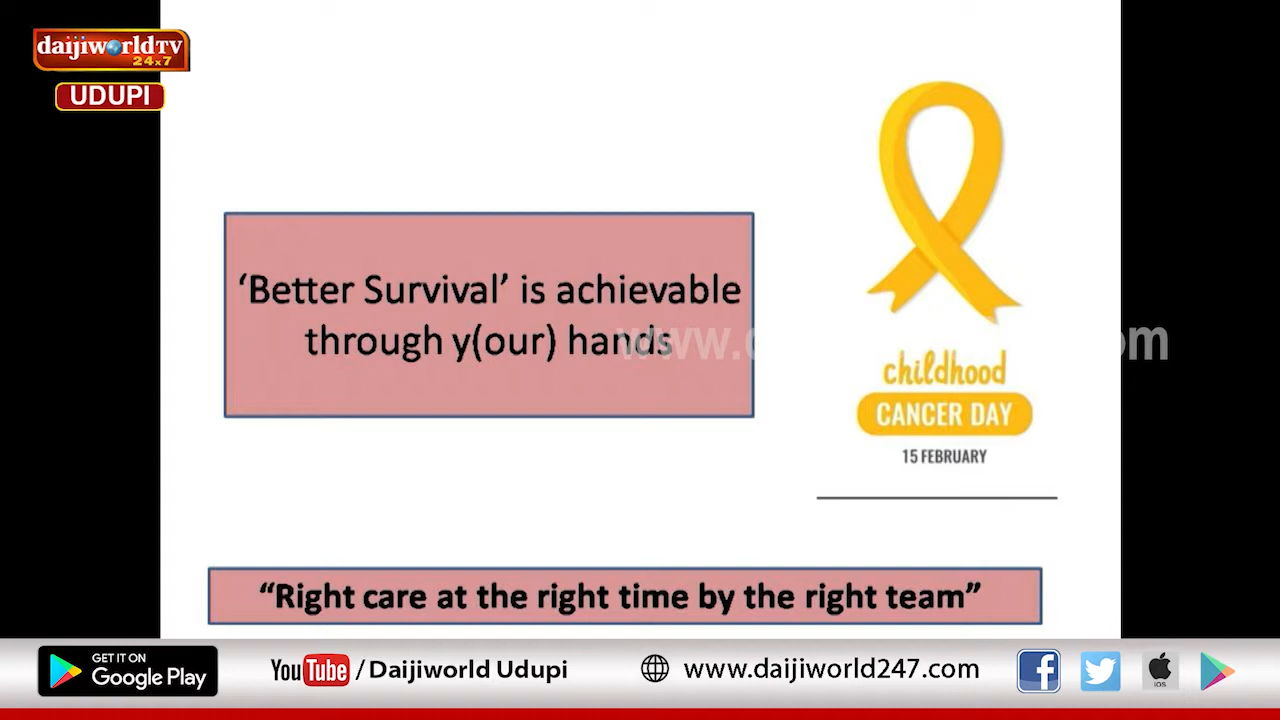 daijiworldTV
24x7
UDUPI
‘Better Survival’ is achievable
through y(our) hands
childhood
CANCER DAY
15 FEBRUARY
“Right care at the right time by the right team”
GET IT ON
Google Play
YouTube / Daijiworld Udupi
www.daijiworld247.com
iOS